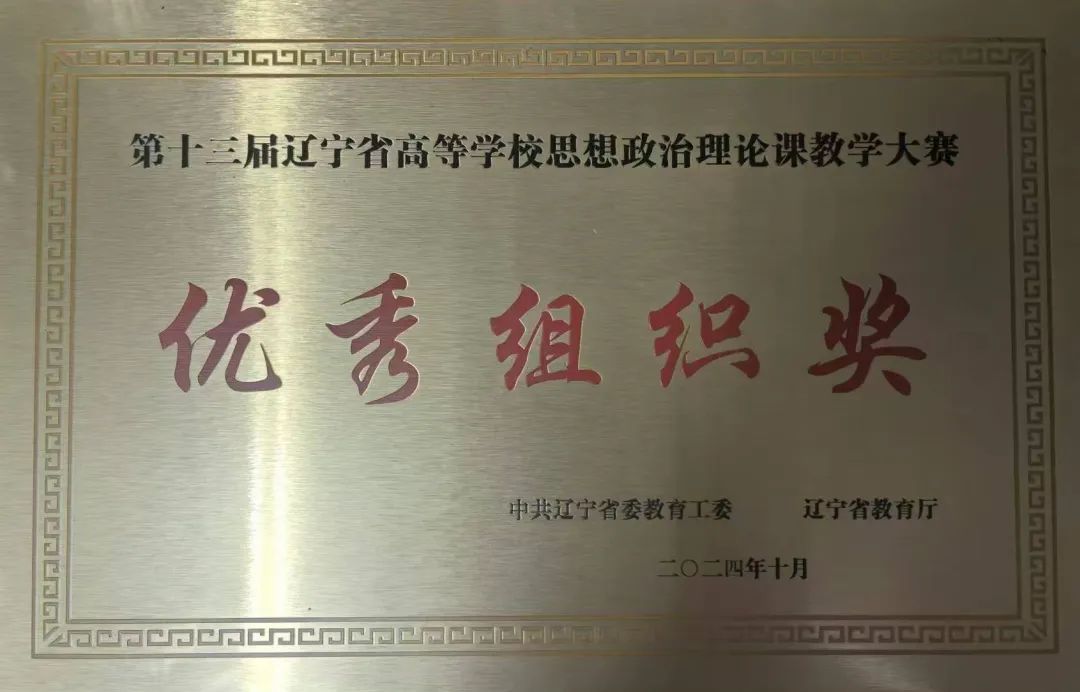 第十三届辽宁省高等学校思想政治理论课教学大赛
优秀组织奖
中共辽宁省委教育工委 辽宁省教育厅
二〇二四年十月